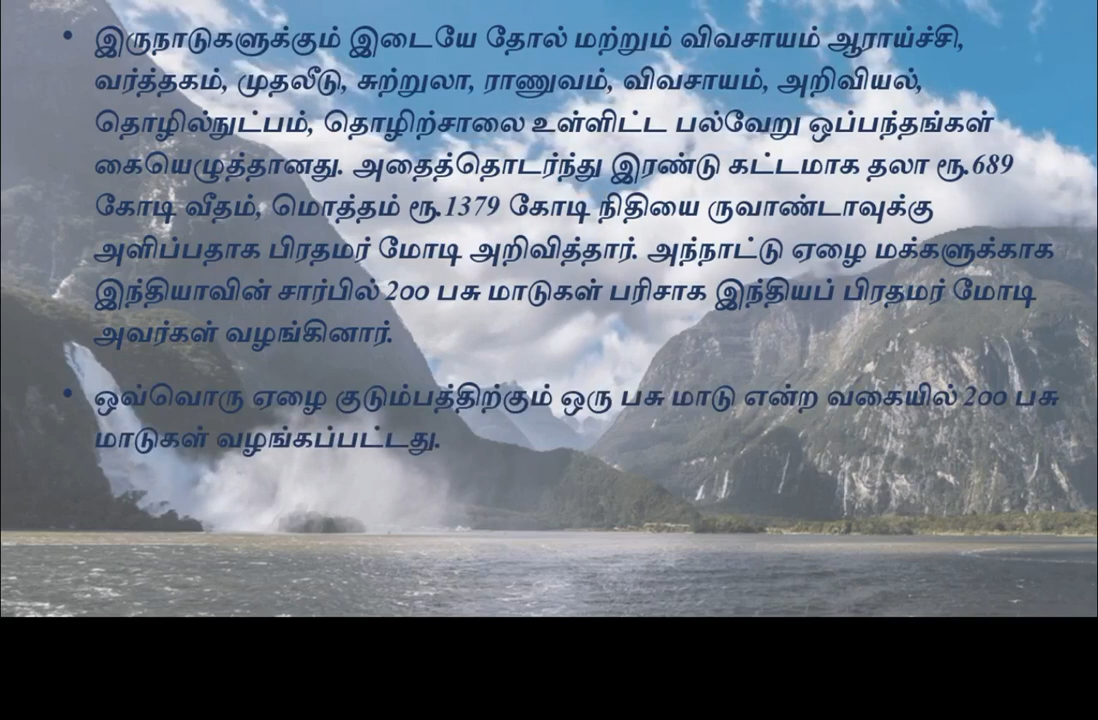 • இருநாடுகளுக்கும் இடையே தோல் மற்றும் விவசாயம் ஆராய்ச்சி,
வர்த்தகம், முதலீடு, சுற்றுலா, ராணுவம், விவசாயம், அறிவியல்,
தொழில்நுட்பம், தொழிற்சாலை உள்ளிட்ட பல்வேறு ஒப்பந்தங்கள்
கையெழுத்தானது. அதைத்தொடர்ந்து இரண்டு கட்டமாக தலா ரூ.689
கோடி வீதம், மொத்தம் ரூ.1379 கோடி நிதியை ருவாண்டாவுக்கு
அளிப்பதாக பிரதமர் மோடி அறிவித்தார். அந்நாட்டு ஏழை மக்களுக்காக
இந்தியாவின் சார்பில் 200 பசு மாடுகள் பரிசாக இந்தியப் பிரதமர் மோடி
அவர்கள் வழங்கினார்.
• ஒவ்வொரு ஏழை குடும்பத்திற்கும் ஒரு பசு மாடு என்ற வகையில் 200 பசு
மாடுகள் வழங்கப்பட்டது.